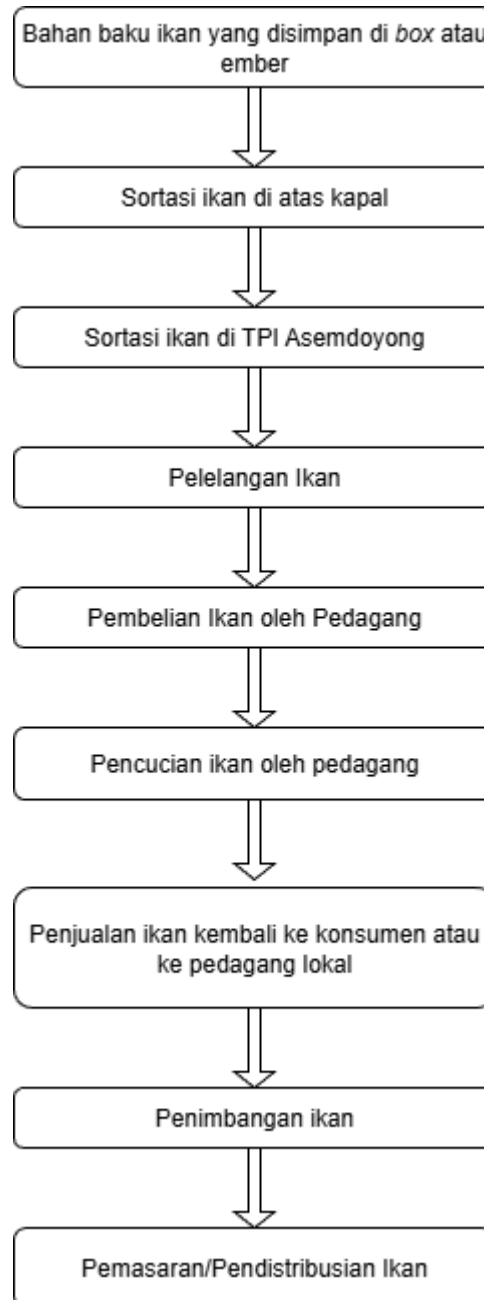 Bahan baku ikan yang disimpan di box atau
ember
Sortasi ikan di atas kapal
Sortasi ikan di TPI Asemdoyong
Pelelangan Ikan
Pembelian Ikan oleh Pedagang
Pencucian ikan oleh pedagang
Penjualan ikan kembali ke konsumen atau
ke pedagang lokal
Penimbangan ikan
Pemasaran/Pendistribusian Ikan